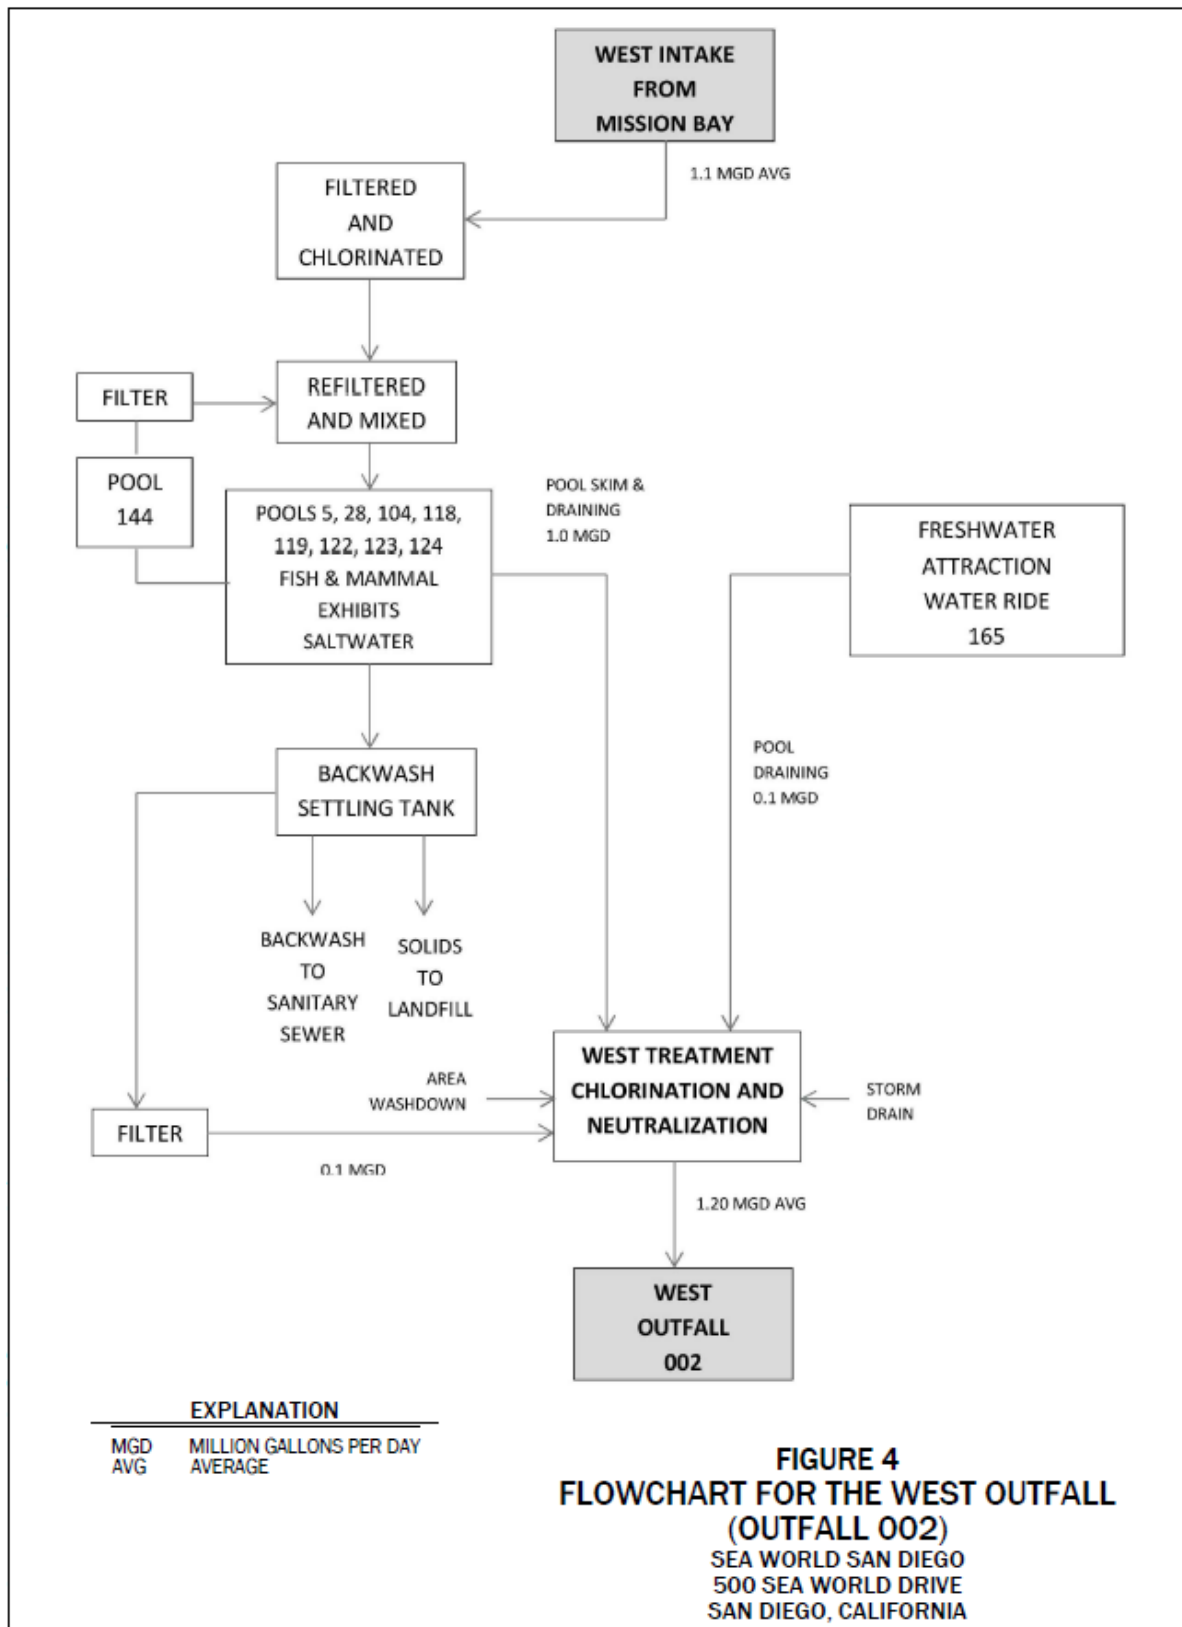 WEST INTAKE
FROM
MISSION BAY
1.1 MGD AVG
FILTERED
AND
CHLORINATED
FILTER
REFILTERED
AND MIXED
POOL
144
POOLS 5, 28, 104, 118,
119, 122, 123, 124
FISH & MAMMAL
EXHIBITS
SALTWATER
POOL SKIM &
DRAINING
1.0 MGD
FRESHWATER
ATTRACTION
WATER RIDE
165
POOL
DRAINING
0.1 MGD
BACKWASH
SETTLING TANK
BACKWASH
TO
SANITARY
SEWER
SOLIDS
TO
LANDFILL
AREA
WASHDOWN
WEST TREATMENT
CHLORINATION AND
NEUTRALIZATION
STORM
DRAIN
FILTER
0.1 MGD
1.20 MGD AVG
WEST
OUTFALL
002
EXPLANATION
MGD MILLION GALLONS PER DAY
AVG AVERAGE
FIGURE 4
FLOWCHART FOR THE WEST OUTFALL
(OUTFALL 002)
SEA WORLD SAN DIEGO
500 SEA WORLD DRIVE
SAN DIEGO, CALIFORNIA